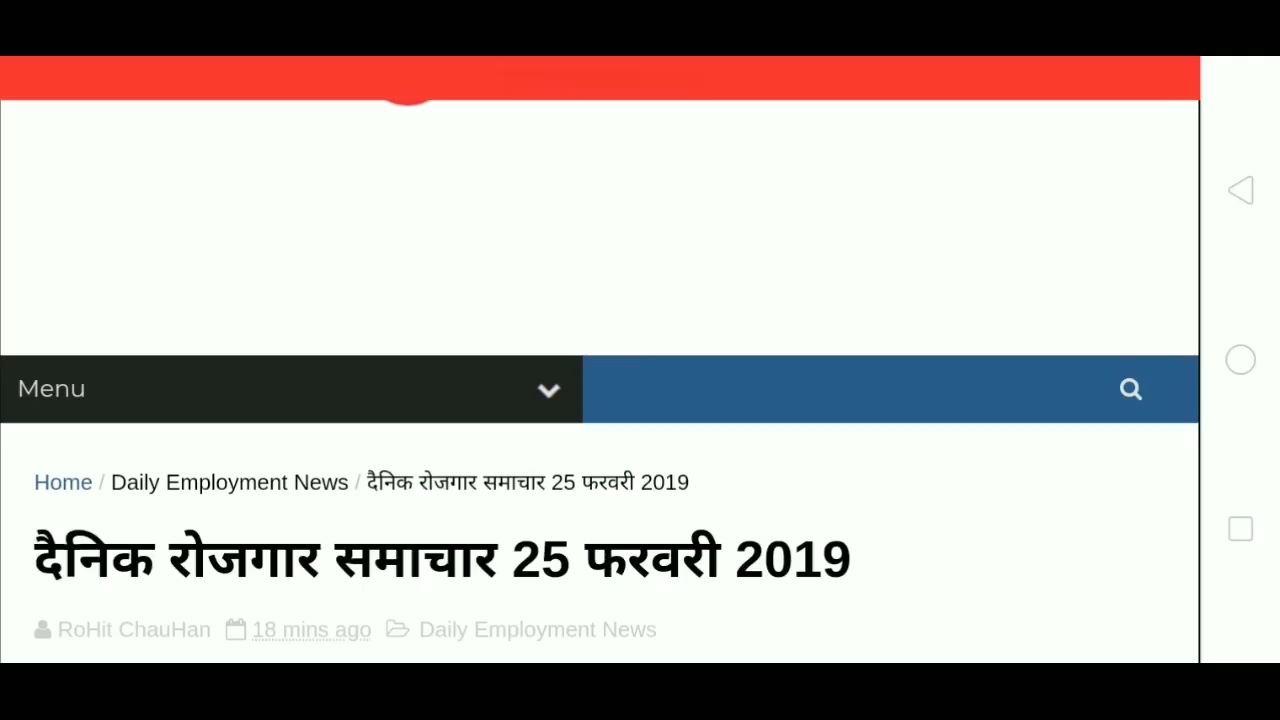 Menu
Home / Daily Employment News / दैनिक रोजगार समाचार 25 फरवरी 2019
दैनिक रोजगार समाचार 25 फरवरी 2019
RoHit ChauHan 18 mins ago Daily Employment News